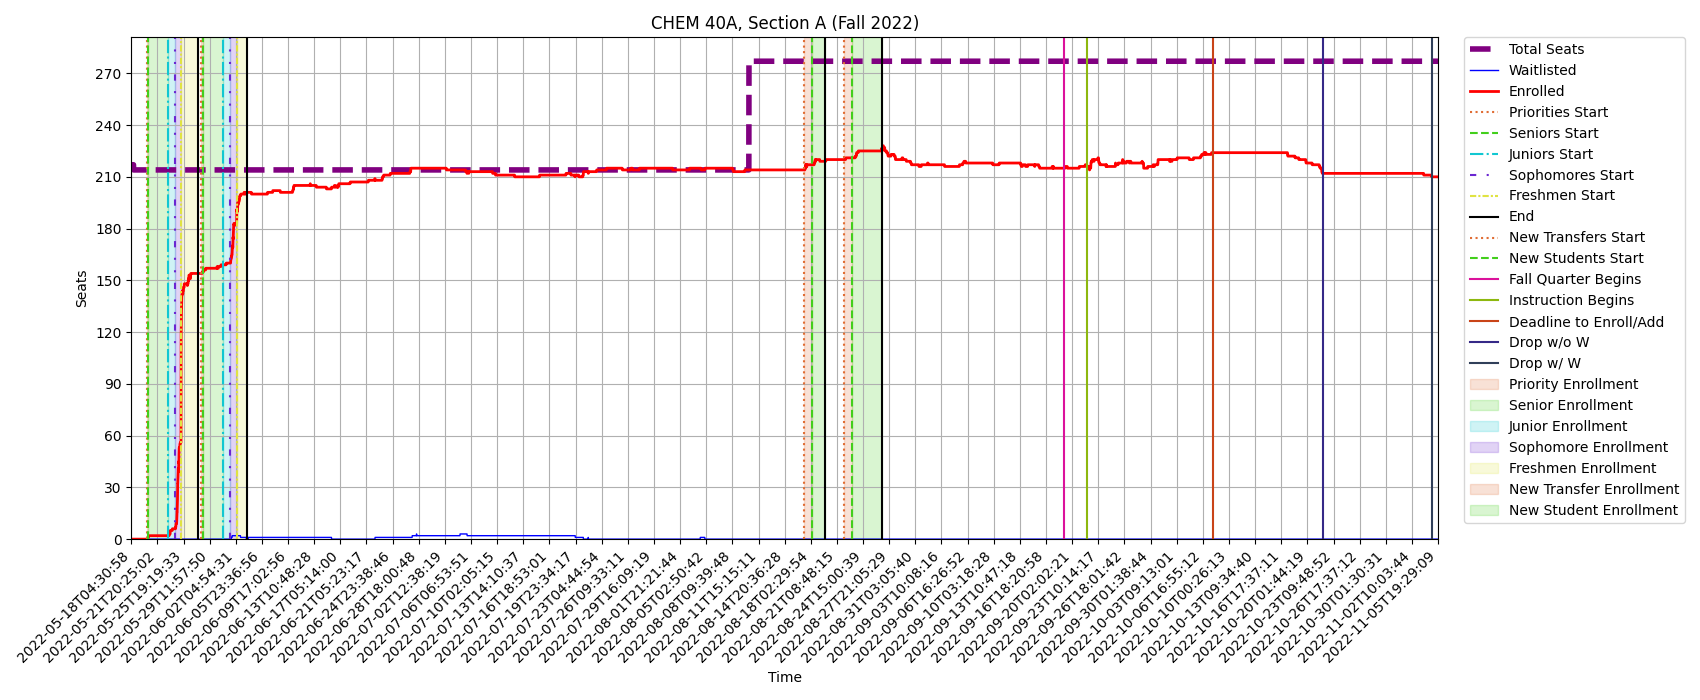 CHEM 40A, Section A (Fall 2022)
Seats
270
240
210
180
150
120
90
60
30
0
2022-05-18T04:30:58
2022-05-21T20:25:02
2022-05-25T19:19:33
2022-05-29T11:57:50
2022-06-02T04:54:31
2022-06-05T23:36:56
2022-06-09T17:02:56
2022-06-13T10:48:28
2022-06-17T05:14:00
2022-06-21T05:23:17
2022-06-24T23:38:46
2022-06-28T18:00:48
2022-07-02T12:38:19
2022-07-06T06:53:51
2022-07-10T02:05:15
2022-07-13T14:10:37
2022-07-16T18:53:01
2022-07-19T23:34:17
2022-07-23T04:44:54
2022-07-26T09:33:11
2022-07-29T16:09:19
2022-08-01T21:21:44
2022-08-05T02:50:42
2022-08-08T09:39:48
2022-08-11T15:15:11
2022-08-14T20:36:28
2022-08-18T02:29:54
2022-08-21T08:48:15
2022-08-24T15:00:39
2022-08-27T21:05:29
2022-08-31T03:05:40
2022-09-03T10:08:16
2022-09-06T16:26:52
2022-09-10T03:18:28
2022-09-13T10:47:18
2022-09-16T18:20:58
2022-09-20T02:02:21
2022-09-23T10:14:17
2022-09-26T18:01:42
2022-09-30T01:38:44
2022-10-03T09:13:01
2022-10-06T16:55:12
2022-10-10T00:26:13
2022-10-13T09:34:40
2022-10-16T17:37:11
2022-10-20T01:44:19
2022-10-23T09:48:52
2022-10-26T17:37:12
2022-10-30T01:30:31
2022-11-02T10:03:44
2022-11-05T19:29:09
Time
Total Seats
Waitlisted
Enrolled
Priorities Start
Seniors Start
Juniors Start
Sophomores Start
Freshmen Start
End
New Transfers Start
New Students Start
Fall Quarter Begins
Instruction Begins
Deadline to Enroll/Add
Drop w/o W
Drop w/ W
Priority Enrollment
Senior Enrollment
Junior Enrollment
Sophomore Enrollment
Freshmen Enrollment
New Transfer Enrollment
New Student Enrollment